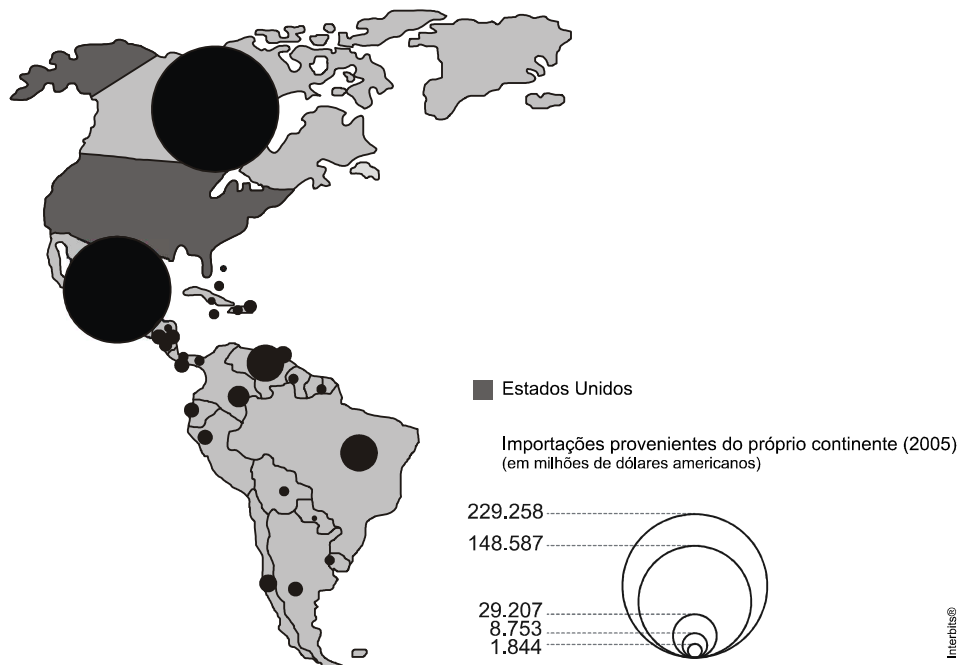 Estados Unidos
Importações provenientes do próprio continente (2005)
(em milhões de dólares americanos)
229.258
148.587
29.207
8.753
1.844
Interbits®